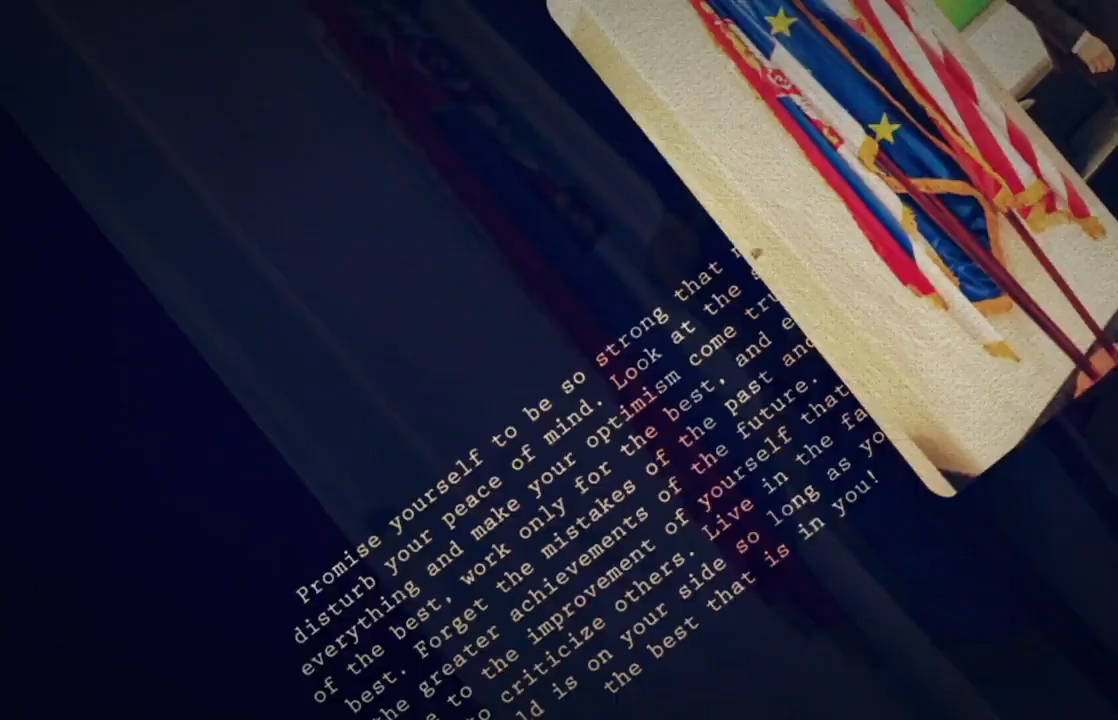 Promise yourself to be so strong that
disturb your peace of mind. Look at the
everything and make your optimism come
of the best, work only for the best, and
best. Forget the mistakes of the past and
the greater achievements of the future.
to the improvement of yourself that
criticize others. Live in the
is on your side so long as
the best that is in you!